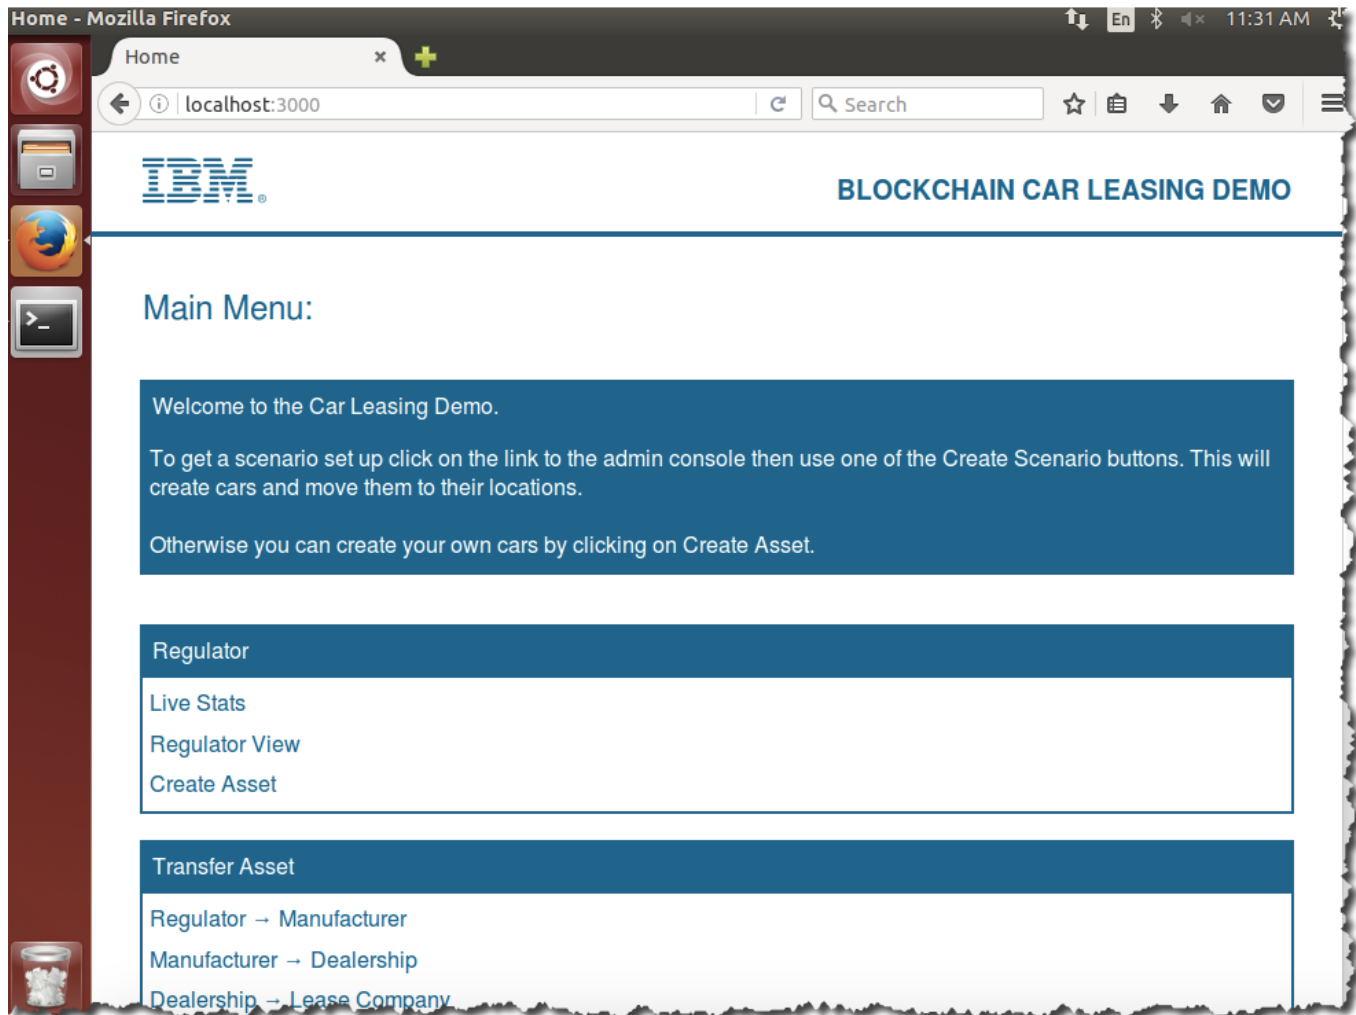 Home - Mozilla Firefox
En
11:31 AM
Home
localhost:3000
Search
IBM®
BLOCKCHAIN CAR LEASING DEMO
Main Menu:
Welcome to the Car Leasing Demo.
To get a scenario set up click on the link to the admin console then use one of the Create Scenario buttons. This will
create cars and move them to their locations.
Otherwise you can create your own cars by clicking on Create Asset.
Regulator
Live Stats
Regulator View
Create Asset
Transfer Asset
Regulator → Manufacturer
Manufacturer → Dealership
Dealership → Lease Company